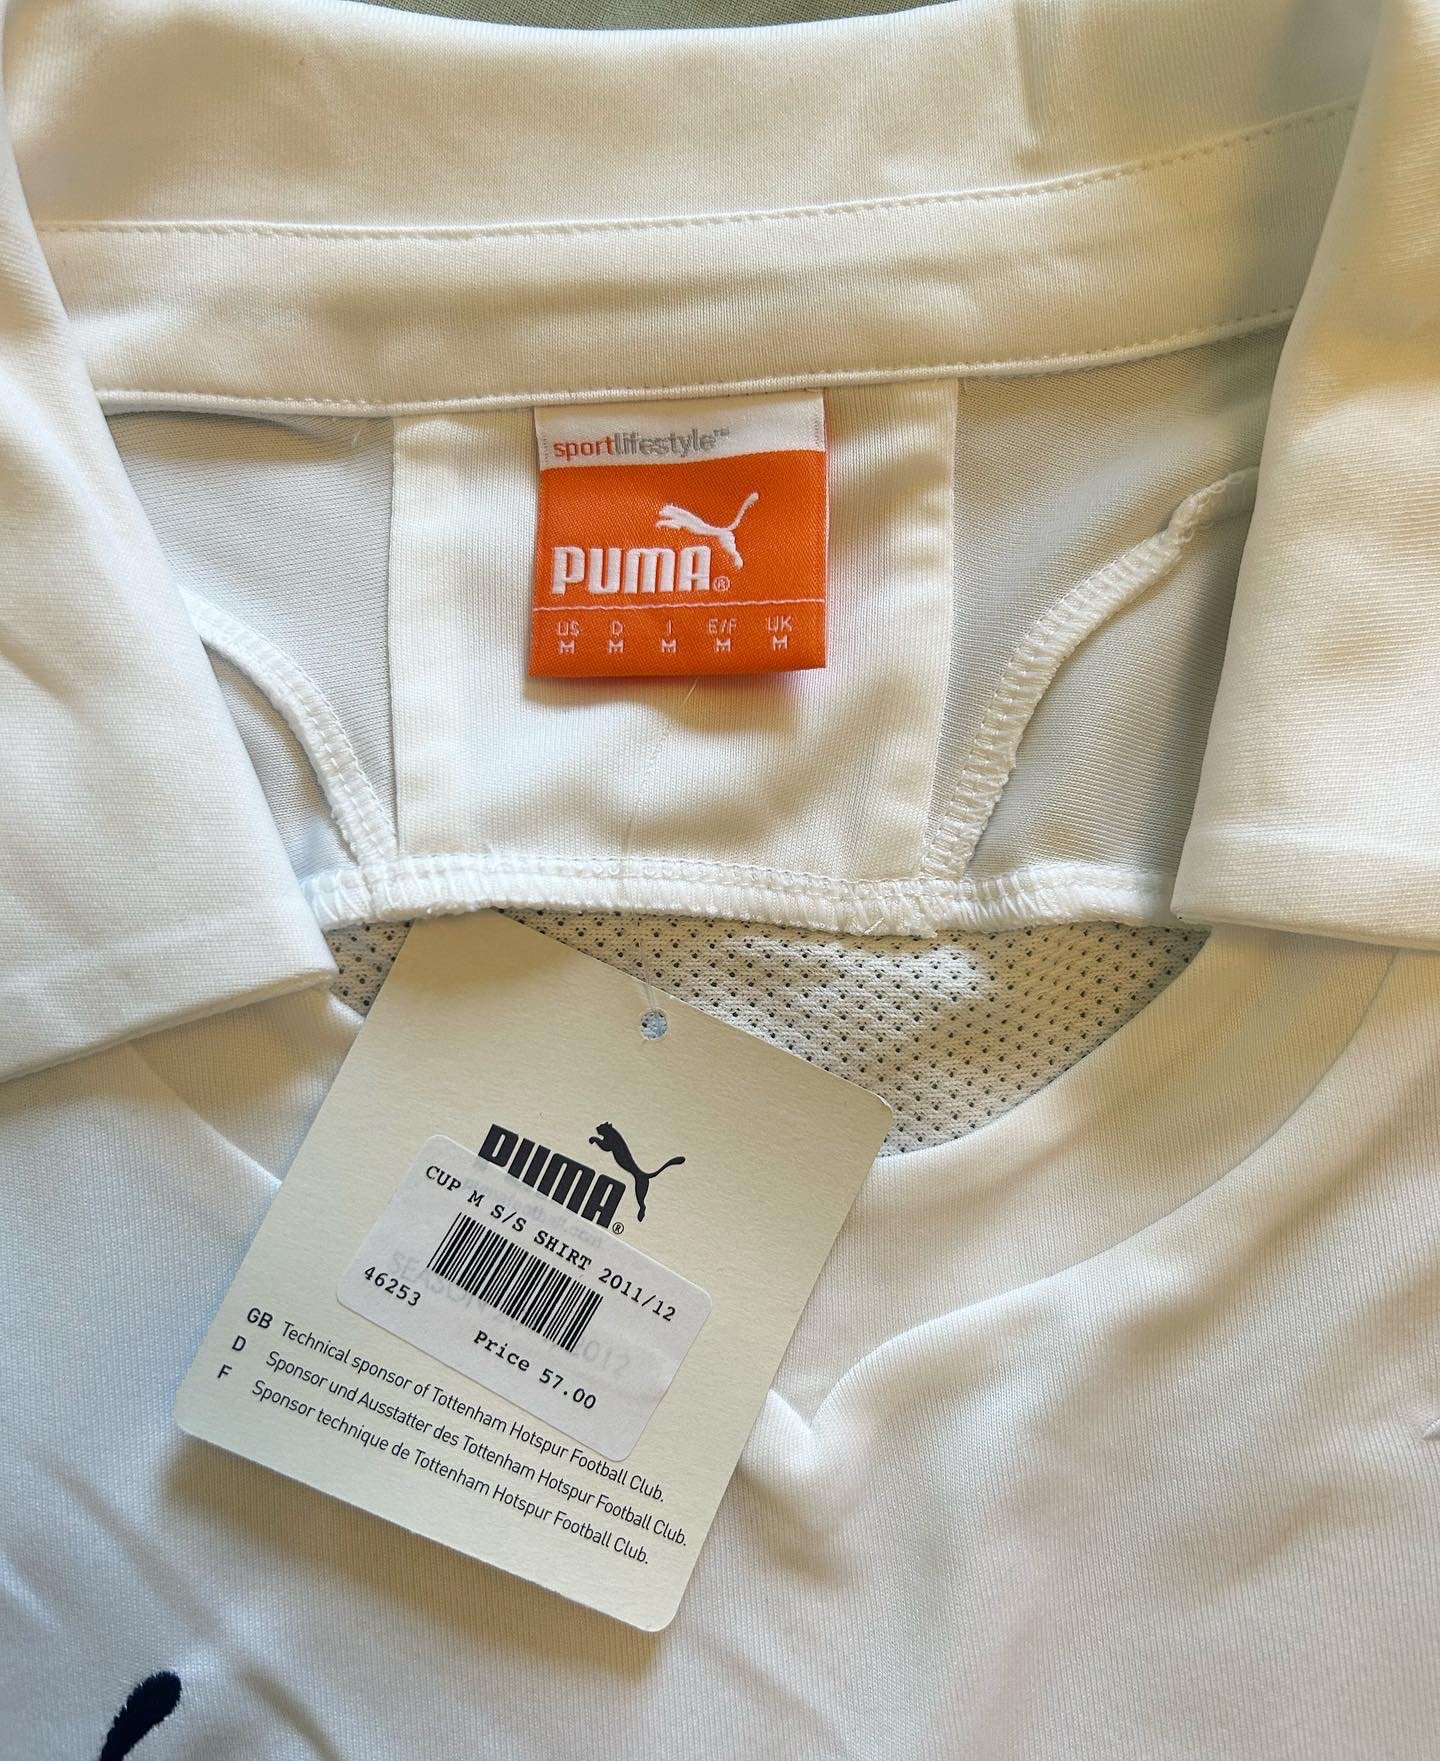 sportlifestyle™
PUMA®
US D I E/F UK
M M M M M
PUMA®
CUP M S/S SHIRT 2011/12
46253
Price 57.00
GB Technical sponsor of Tottenham Hotspur Football Club.
D Sponsor und Ausstatter des Tottenham Hotspur Football Club.
F Sponsor technique de Tottenham Hotspur Football Club.